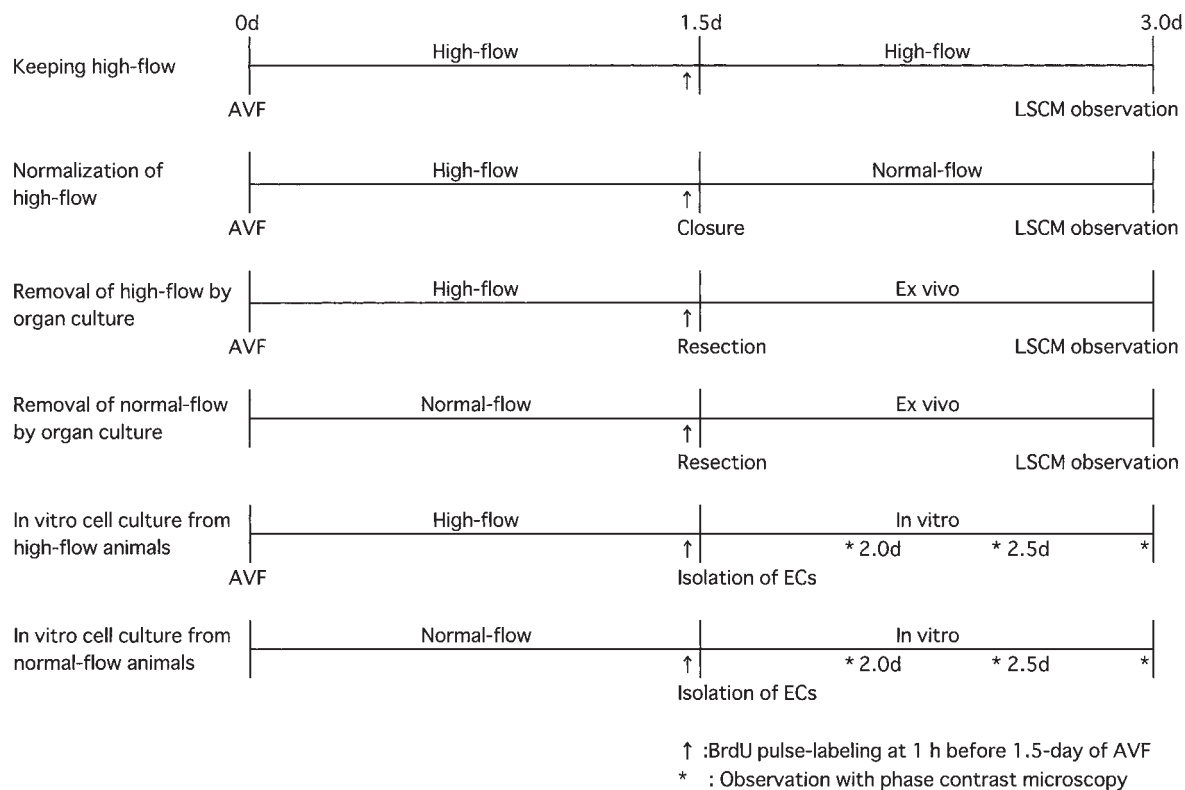 0d 1.5d 3.0d
Keeping high-flow
High-flow High-flow
↑
AVF LSCM observation
Normalization of
high-flow
High-flow Normal-flow
↑
AVF Closure LSCM observation
Removal of high-flow by
organ culture
High-flow Ex vivo
↑
AVF Resection LSCM observation
Removal of normal-flow
by organ culture
Normal-flow Ex vivo
↑
Resection LSCM observation
In vitro cell culture from
high-flow animals
High-flow In vitro
↑ * 2.0d * 2.5d *
AVF Isolation of ECs
In vitro cell culture from
normal-flow animals
Normal-flow In vitro
↑ * 2.0d * 2.5d *
Isolation of ECs
↑ :BrdU pulse-labeling at 1 h before 1.5-day of AVF
* : Observation with phase contrast microscopy